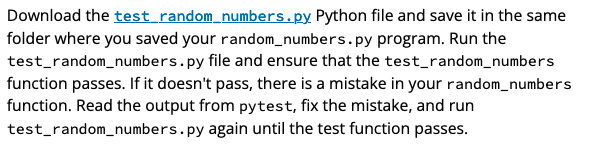 Download the test_random_numbers.py Python file and save it in the same
folder where you saved your random_numbers.py program. Run the
test_random_numbers.py file and ensure that the test_random_numbers
function passes. If it doesn't pass, there is a mistake in your random_numbers
function. Read the output from pytest, fix the mistake, and run
test_random_numbers.py again until the test function passes.